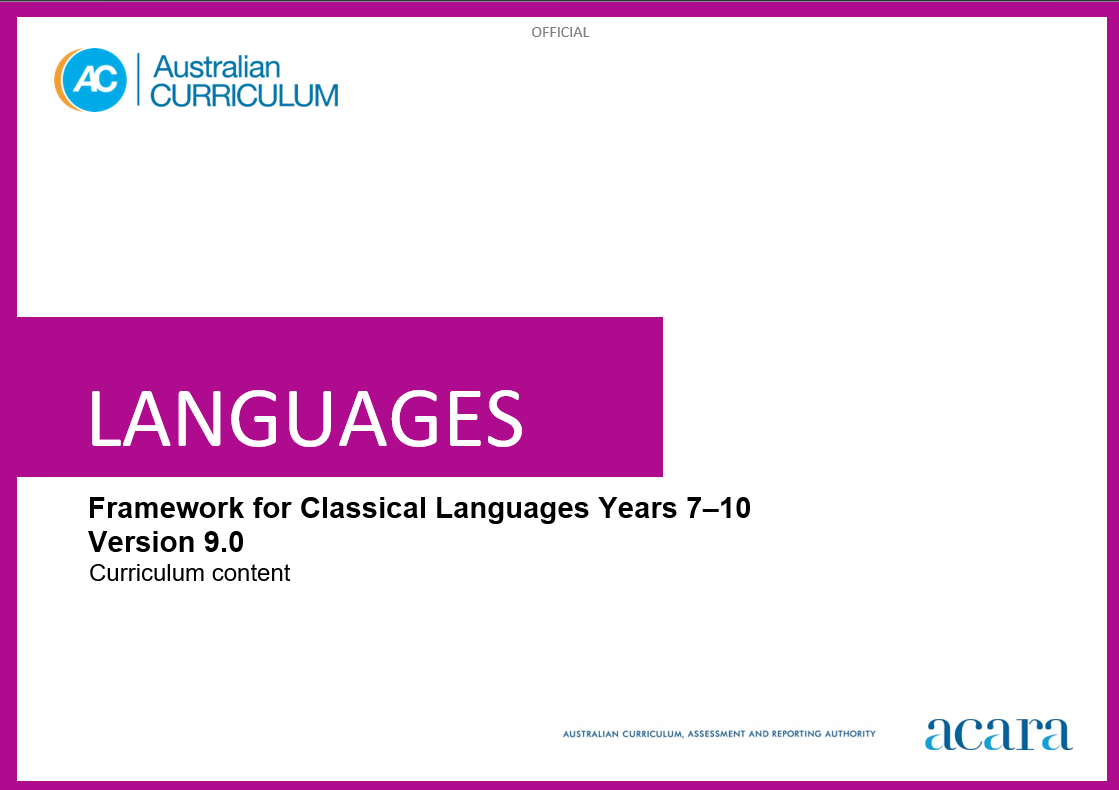 OFFICIAL
AC
Australian
CURRICULUM
LANGUAGES
Framework for Classical Languages Years 7–10
Version 9.0
Curriculum content
AUSTRALIAN CURRICULUM, ASSESSMENT AND REPORTING AUTHORITY
acara